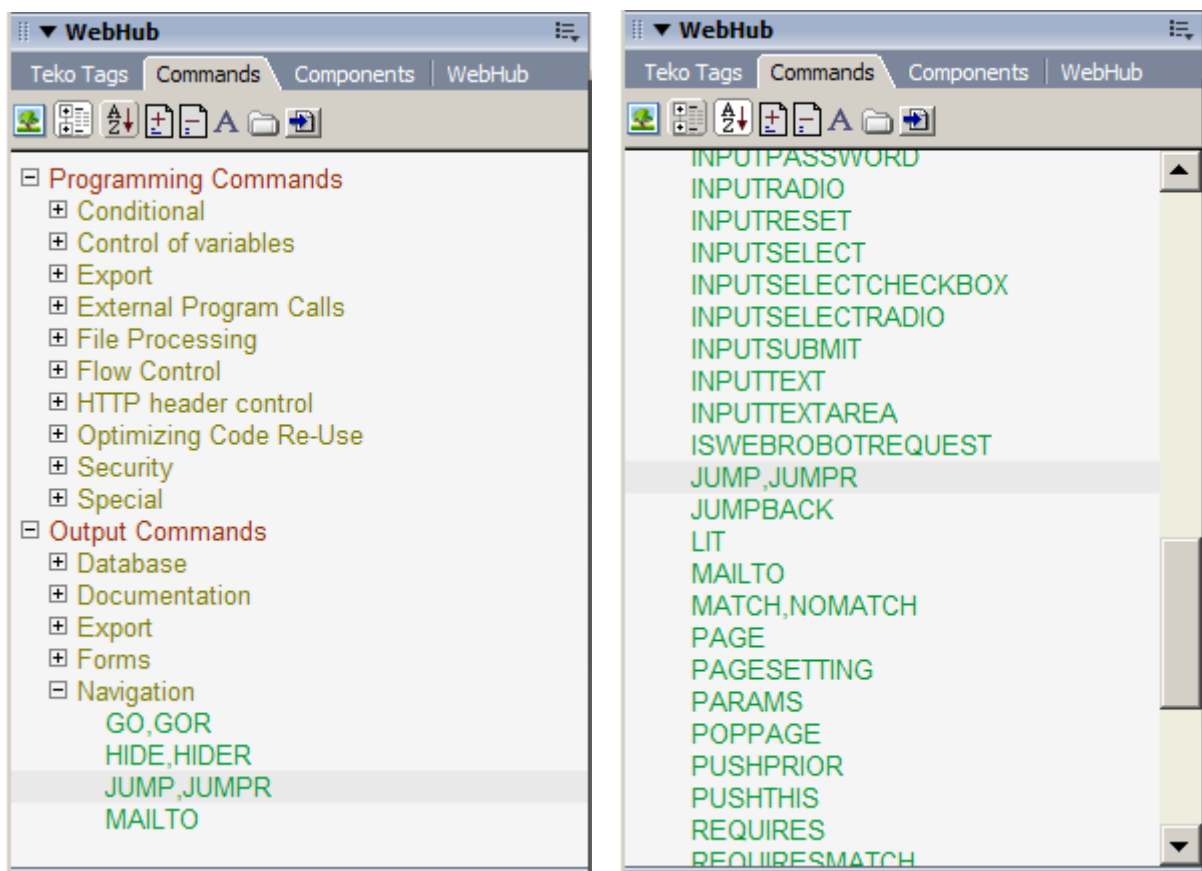 WebHub
Teko Tags Commands Components WebHub
Programming Commands
Conditional
Control of variables
Export
External Program Calls
File Processing
Flow Control
HTTP header control
Optimizing Code Re-Use
Security
Special
Output Commands
Database
Documentation
Export
Forms
Navigation
GO,GOR
HIDE,HIDER
JUMP,JUMPR
MAILTO
WebHub
Teko Tags Commands Components WebHub
INPUTPASSWORD
INPUTRADIO
INPUTRESET
INPUTSELECT
INPUTSELECTCHECKBOX
INPUTSELECTRADIO
INPUTSUBMIT
INPUTTEXT
INPUTTEXTAREA
ISWEBROBOTREQUEST
JUMP,JUMPR
JUMPBACK
LIT
MAILTO
MATCH,NOMATCH
PAGE
PAGESETTING
PARAMS
POPPAGE
PUSHPRIOR
PUSHTHIS
REQUIRES
REQUIRESMATCH